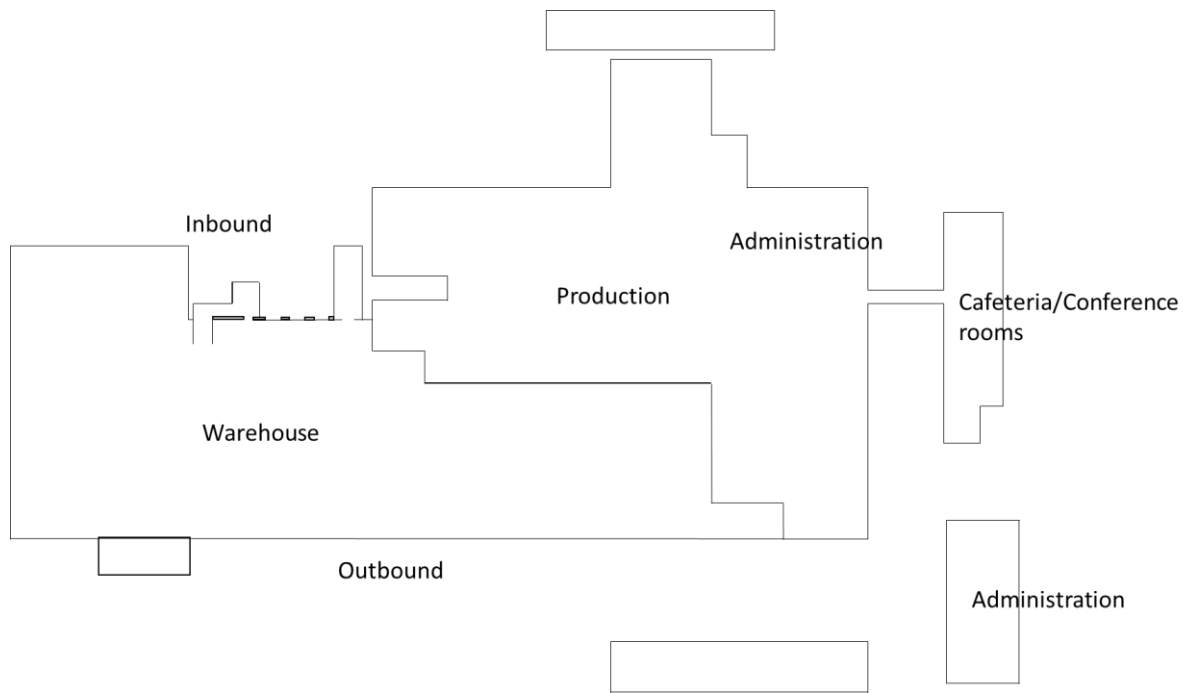 Inbound
Administration
Production
Cafeteria/Conference
rooms
Warehouse
Outbound
Administration